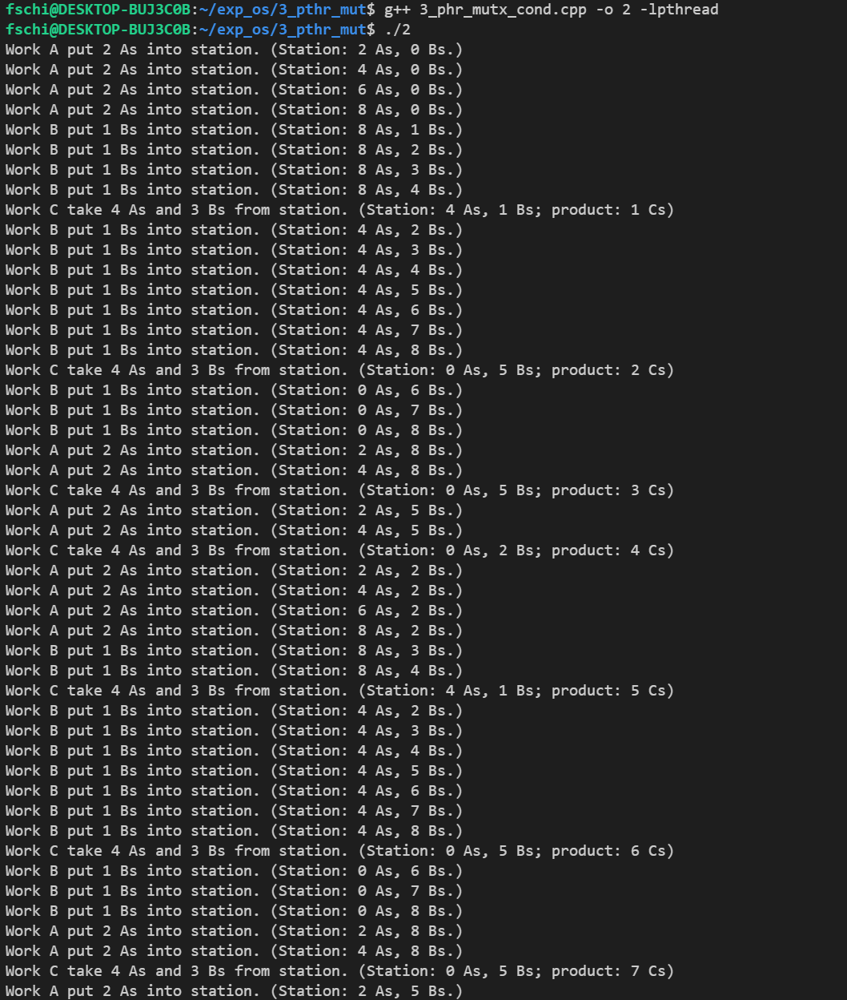 fschi@DESKTOP-BUJ3C0B:~/exp_os/3_pthr_mut$ g++ 3_phr_mutx_cond.cpp -o 2 -lpthread
fschi@DESKTOP-BUJ3C0B:~/exp_os/3_pthr_mut$ ./2
Work A put 2 As into station. (Station: 2 As, 0 Bs.)
Work A put 2 As into station. (Station: 4 As, 0 Bs.)
Work A put 2 As into station. (Station: 6 As, 0 Bs.)
Work A put 2 As into station. (Station: 8 As, 0 Bs.)
Work B put 1 Bs into station. (Station: 8 As, 1 Bs.)
Work B put 1 Bs into station. (Station: 8 As, 2 Bs.)
Work B put 1 Bs into station. (Station: 8 As, 3 Bs.)
Work B put 1 Bs into station. (Station: 8 As, 4 Bs.)
Work C take 4 As and 3 Bs from station. (Station: 4 As, 1 Bs; product: 1 Cs)
Work B put 1 Bs into station. (Station: 4 As, 2 Bs.)
Work B put 1 Bs into station. (Station: 4 As, 3 Bs.)
Work B put 1 Bs into station. (Station: 4 As, 4 Bs.)
Work B put 1 Bs into station. (Station: 4 As, 5 Bs.)
Work B put 1 Bs into station. (Station: 4 As, 6 Bs.)
Work B put 1 Bs into station. (Station: 4 As, 7 Bs.)
Work B put 1 Bs into station. (Station: 4 As, 8 Bs.)
Work C take 4 As and 3 Bs from station. (Station: 0 As, 5 Bs; product: 2 Cs)
Work B put 1 Bs into station. (Station: 0 As, 6 Bs.)
Work B put 1 Bs into station. (Station: 0 As, 7 Bs.)
Work B put 1 Bs into station. (Station: 0 As, 8 Bs.)
Work A put 2 As into station. (Station: 2 As, 8 Bs.)
Work A put 2 As into station. (Station: 4 As, 8 Bs.)
Work C take 4 As and 3 Bs from station. (Station: 0 As, 5 Bs; product: 3 Cs)
Work A put 2 As into station. (Station: 2 As, 5 Bs.)
Work A put 2 As into station. (Station: 4 As, 5 Bs.)
Work C take 4 As and 3 Bs from station. (Station: 0 As, 2 Bs; product: 4 Cs)
Work A put 2 As into station. (Station: 2 As, 2 Bs.)
Work A put 2 As into station. (Station: 4 As, 2 Bs.)
Work A put 2 As into station. (Station: 6 As, 2 Bs.)
Work A put 2 As into station. (Station: 8 As, 2 Bs.)
Work B put 1 Bs into station. (Station: 8 As, 3 Bs.)
Work B put 1 Bs into station. (Station: 8 As, 4 Bs.)
Work C take 4 As and 3 Bs from station. (Station: 4 As, 1 Bs; product: 5 Cs)
Work B put 1 Bs into station. (Station: 4 As, 2 Bs.)
Work B put 1 Bs into station. (Station: 4 As, 3 Bs.)
Work B put 1 Bs into station. (Station: 4 As, 4 Bs.)
Work B put 1 Bs into station. (Station: 4 As, 5 Bs.)
Work B put 1 Bs into station. (Station: 4 As, 6 Bs.)
Work B put 1 Bs into station. (Station: 4 As, 7 Bs.)
Work B put 1 Bs into station. (Station: 4 As, 8 Bs.)
Work C take 4 As and 3 Bs from station. (Station: 0 As, 5 Bs; product: 6 Cs)
Work B put 1 Bs into station. (Station: 0 As, 6 Bs.)
Work B put 1 Bs into station. (Station: 0 As, 7 Bs.)
Work B put 1 Bs into station. (Station: 0 As, 8 Bs.)
Work A put 2 As into station. (Station: 2 As, 8 Bs.)
Work A put 2 As into station. (Station: 4 As, 8 Bs.)
Work C take 4 As and 3 Bs from station. (Station: 0 As, 5 Bs; product: 7 Cs)
Work A put 2 As into station. (Station: 2 As, 5 Bs.)